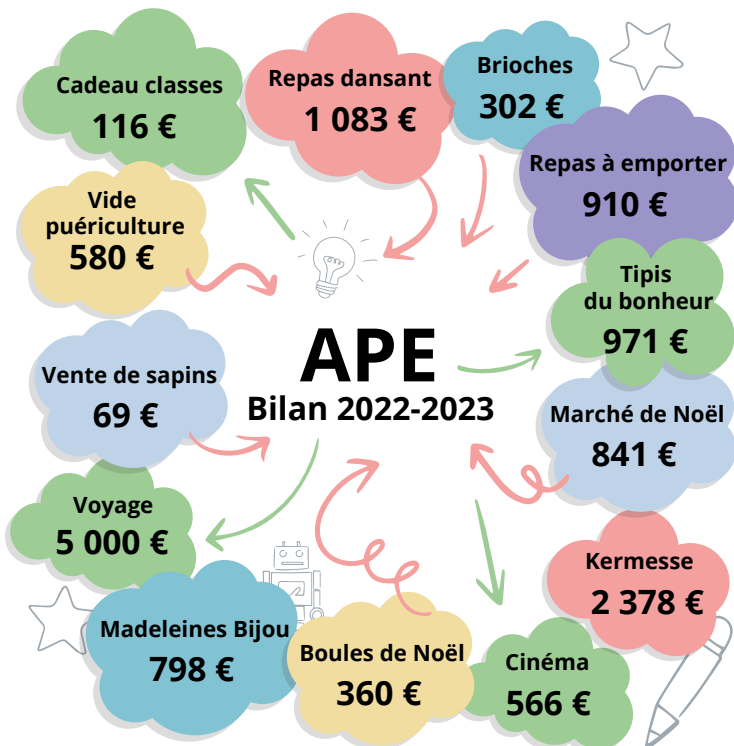 Cadeau classes
116 €
Repas dansant
1 083 €
Brioches
302 €
Repas à emporter
910 €
Vide
puériculture
580 €
Tipis
du bonheur
971 €
APE
Bilan 2022-2023
Vente de sapins
69 €
Marché de Noël
841 €
Voyage
5 000 €
Kermesse
2 378 €
Madeleines Bijou
798 €
Boules de Noël
360 €
Cinéma
566 €